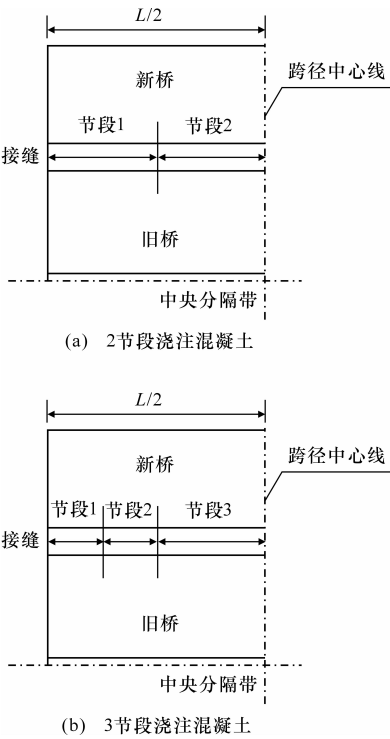 L/2
新桥
跨径中心线
节段1 节段2
接缝
旧桥
中央分隔带
(a) 2节段浇注混凝土
L/2
新桥
跨径中心线
节段1 节段2 节段3
接缝
旧桥
中央分隔带
(b) 3节段浇注混凝土